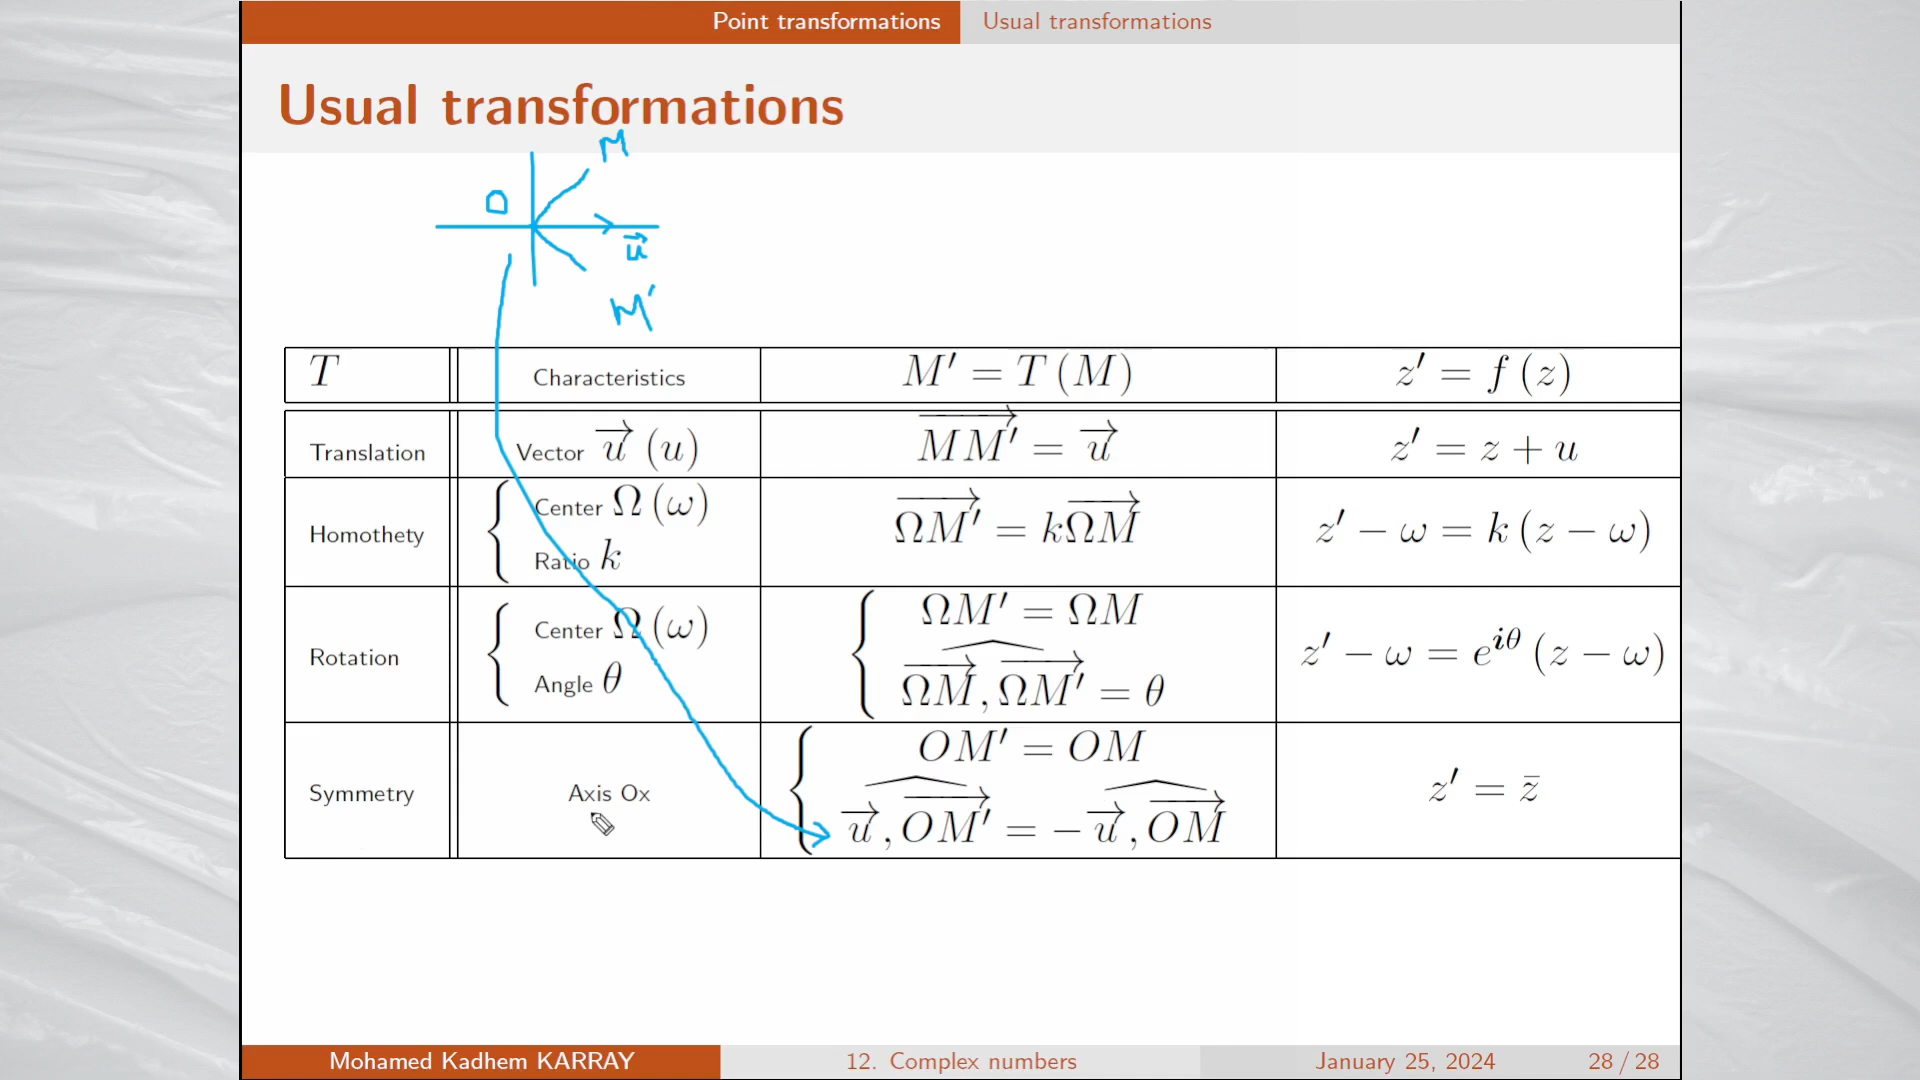 Point transformations Usual transformations
Usual transformations
M
O
u⃗
M′
T Characteristics M′ = T (M) z′ = f (z)
Translation Vector u⃗ (u) MM′⃗ = u⃗ z′ = z + u
Homothety { Center Ω (ω) Ratio k ΩM′⃗ = kΩM⃗ z′ − ω = k (z − ω)
Rotation { Center Ω (ω) Angle θ { ΩM′ = ΩM ΩM⃗, ΩM′⃗ = θ z′ − ω = e^{iθ} (z − ω)
Symmetry Axis Ox { OM′ = OM u⃗, OM′⃗ = −u⃗, OM⃗ z′ = z̄
Mohamed Kadhem KARRAY 12. Complex numbers January 25, 2024 28 / 28